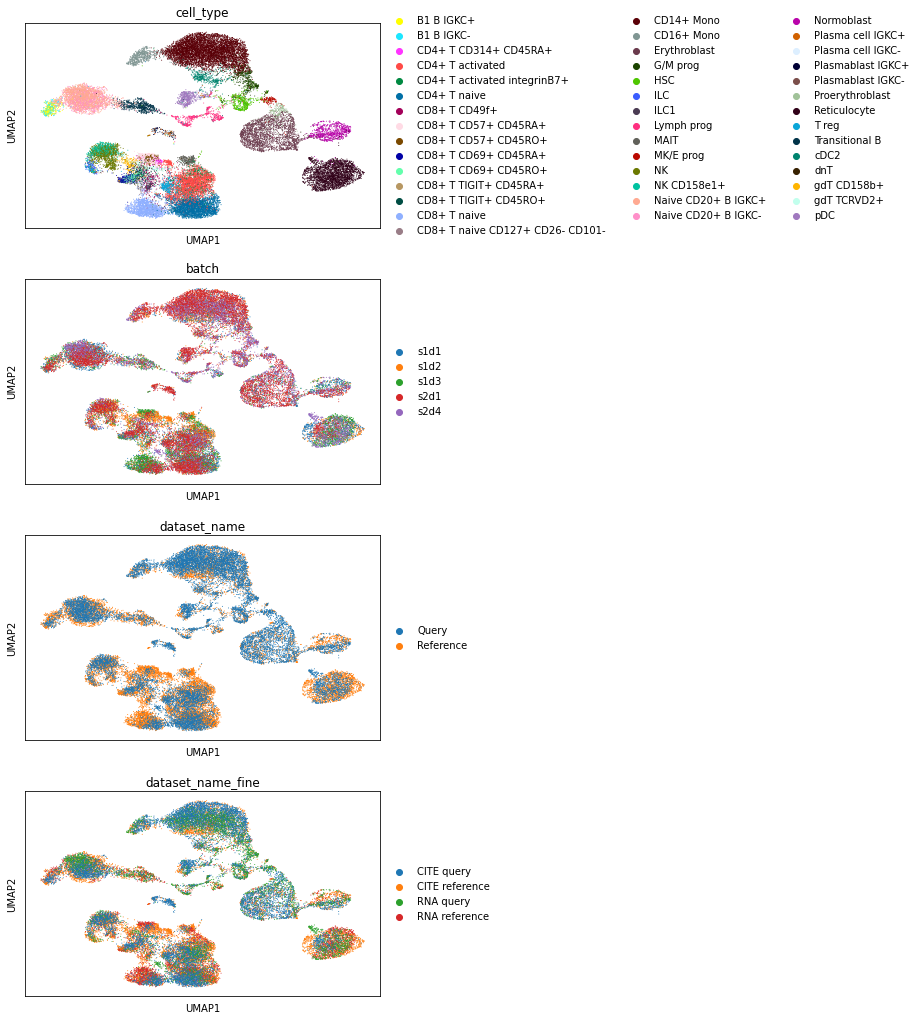 cell_type
UMAP2
UMAP1
B1 B IGKC+
B1 B IGKC-
CD4+ T CD314+ CD45RA+
CD4+ T activated
CD4+ T activated integrinB7+
CD4+ T naive
CD8+ T CD49f+
CD8+ T CD57+ CD45RA+
CD8+ T CD57+ CD45RO+
CD8+ T CD69+ CD45RA+
CD8+ T CD69+ CD45RO+
CD8+ T TIGIT+ CD45RA+
CD8+ T TIGIT+ CD45RO+
CD8+ T naive
CD8+ T naive CD127+ CD26- CD101-
CD14+ Mono
CD16+ Mono
Erythroblast
G/M prog
HSC
ILC
ILC1
Lymph prog
MAIT
MK/E prog
NK
NK CD158e1+
Naive CD20+ B IGKC+
Naive CD20+ B IGKC-
Normoblast
Plasma cell IGKC+
Plasma cell IGKC-
Plasmablast IGKC+
Plasmablast IGKC-
Proerythroblast
Reticulocyte
T reg
Transitional B
cDC2
dnT
gdT CD158b+
gdT TCRVD2+
pDC
batch
UMAP2
UMAP1
s1d1
s1d2
s1d3
s2d1
s2d4
dataset_name
UMAP2
UMAP1
Query
Reference
dataset_name_fine
UMAP2
UMAP1
CITE query
CITE reference
RNA query
RNA reference